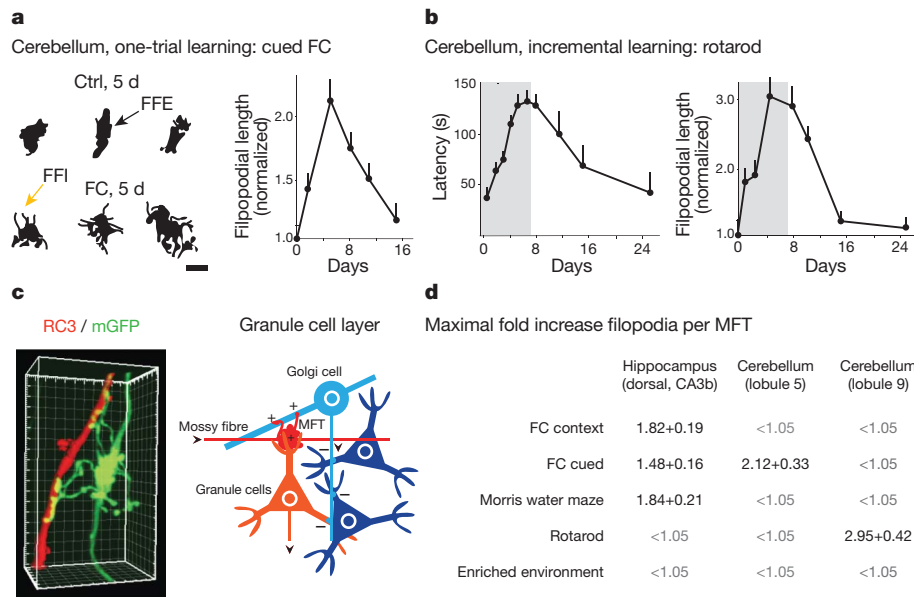 a
Cerebellum, one-trial learning: cued FC
Ctrl, 5 d
FFE
FFI
FC, 5 d
Filpopodial length
(normalized)
2.0
1.5
1.0
0
8
16
Days
b
Cerebellum, incremental learning: rotarod
Latency (s)
150
100
50
0
8
16
24
Days
Filopodial length
(normalized)
3.0
2.0
1.0
0
8
16
24
Days
c
RC3 / mGFP
Granule cell layer
Golgi cell
+
+
MFT
Mossy fibre
+
–
Granule cells
–
–
d
Maximal fold increase filopodia per MFT
Hippocampus Cerebellum Cerebellum
(dorsal, CA3b) (lobule 5) (lobule 9)
FC context 1.82+0.19 <1.05 <1.05
FC cued 1.48+0.16 2.12+0.33 <1.05
Morris water maze 1.84+0.21 <1.05 <1.05
Rotarod <1.05 <1.05 2.95+0.42
Enriched environment <1.05 <1.05 <1.05